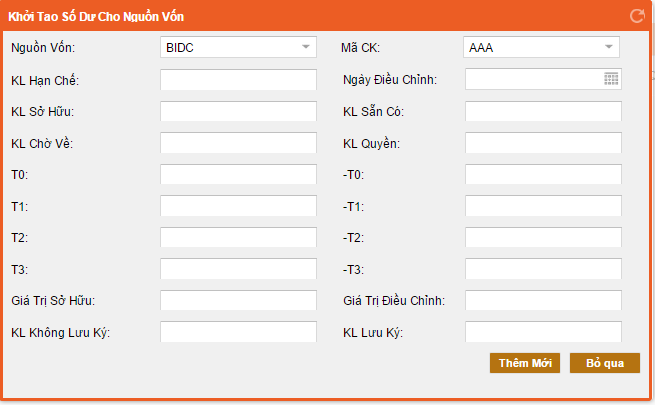 Khởi Tao Số Dư Cho Nguồn Vốn
Nguồn Vốn: BIDC Mã CK: AAA
KL Hạn Chế: Ngày Điều Chỉnh:
KL Sở Hữu: KL Sẵn Có:
KL Chờ Về: KL Quyền:
T0: -T0:
T1: -T1:
T2: -T2:
T3: -T3:
Giá Trị Sở Hữu: Giá Trị Điều Chỉnh:
KL Không Lưu Ký: KL Lưu Ký:
Thêm Mới Bỏ qua